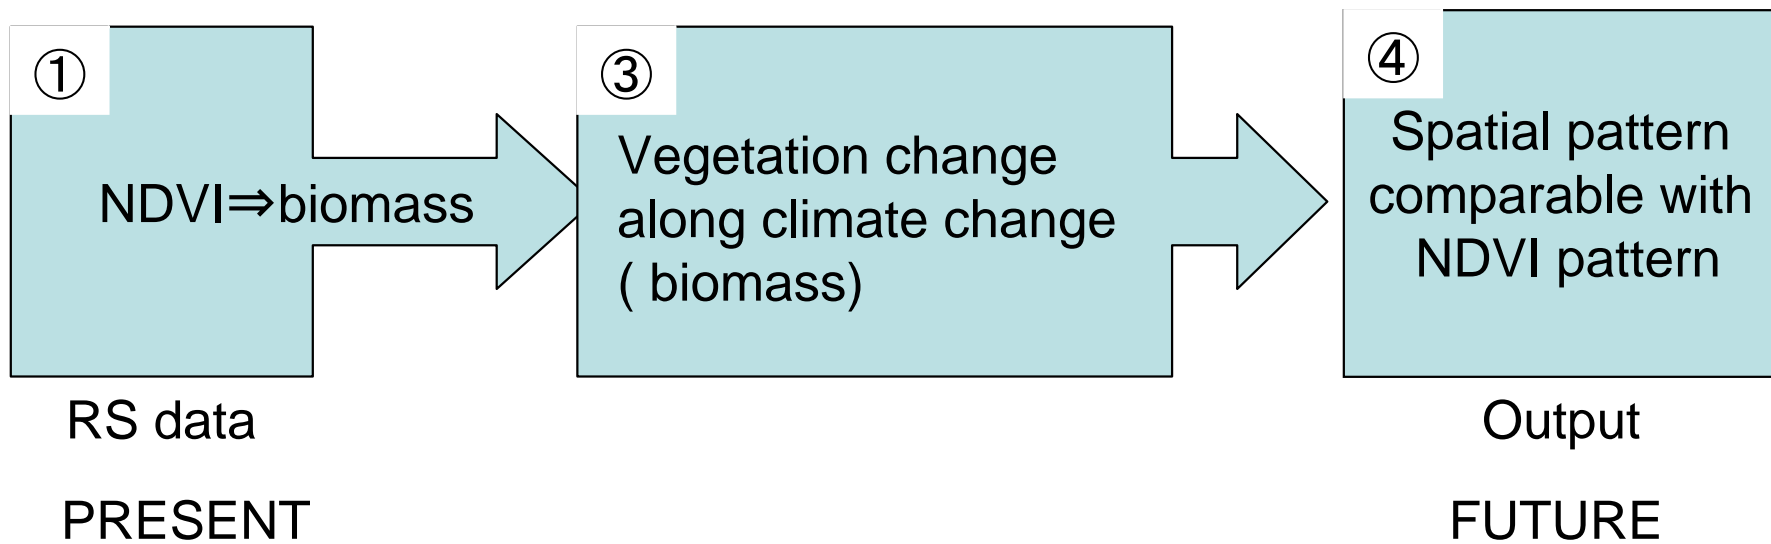 ①
NDVI⇒biomass
RS data
PRESENT
③
Vegetation change
along climate change
( biomass)
④
Spatial pattern
comparable with
NDVI pattern
Output
FUTURE